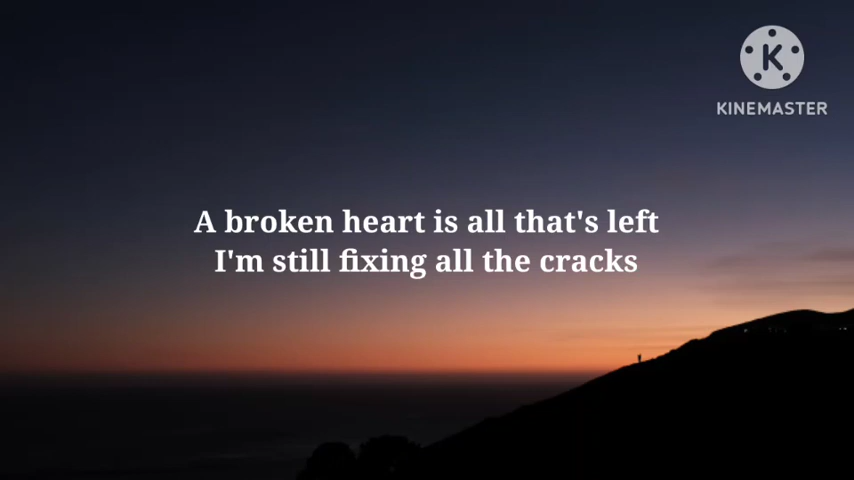 K
KINEMASTER
A broken heart is all that's left
I'm still fixing all the cracks